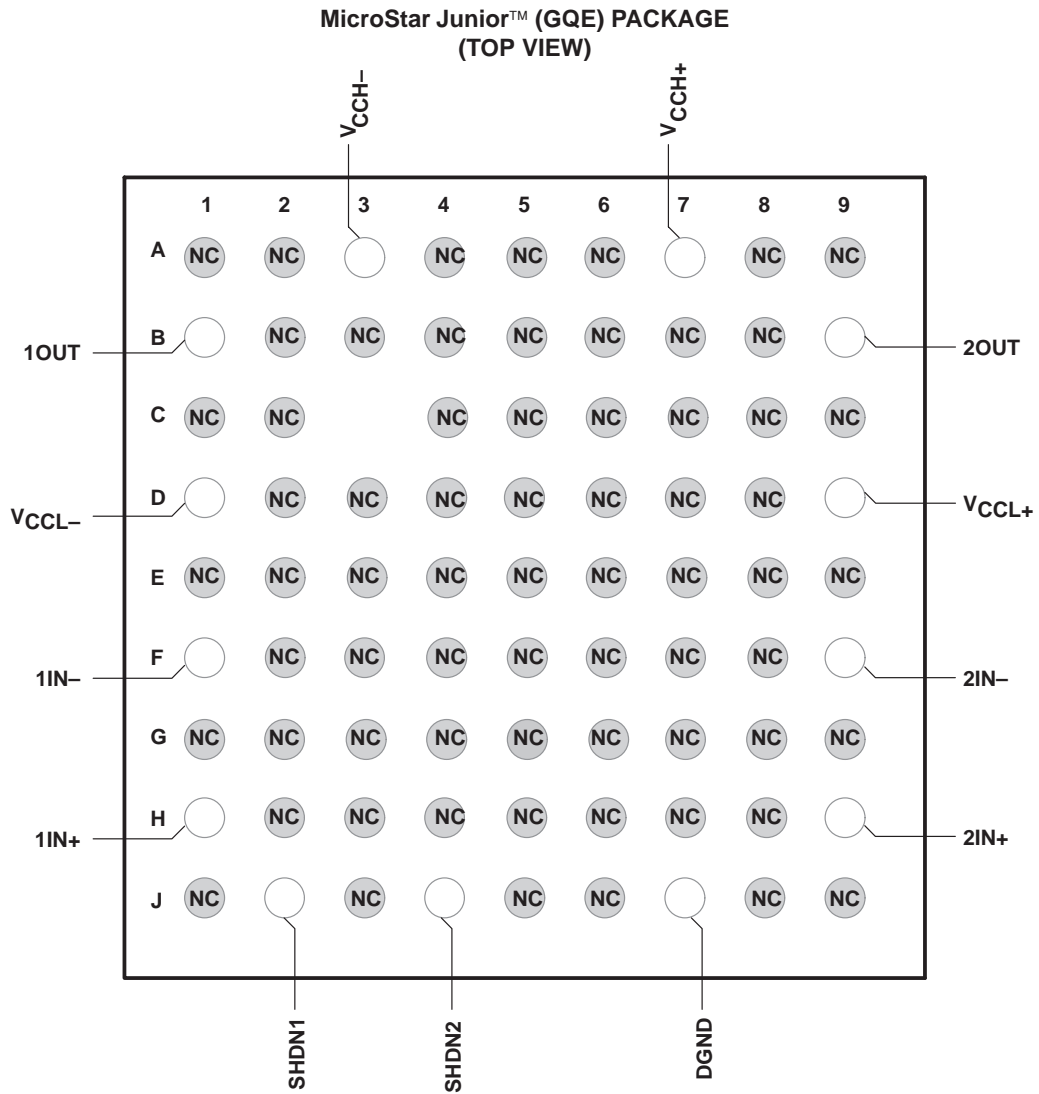 MicroStar Junior™ (GQE) PACKAGE
(TOP VIEW)
VCCH–
VCCH+
1 2 3 4 5 6 7 8 9
A NC NC NC NC NC NC NC
1OUT B NC NC NC NC NC NC NC 2OUT
C NC NC NC NC NC NC NC NC
VCCL– D NC NC NC NC NC NC NC VCCL+
E NC NC NC NC NC NC NC NC NC
1IN– F NC NC NC NC NC NC NC 2IN–
G NC NC NC NC NC NC NC NC NC
1IN+ H NC NC NC NC NC NC NC 2IN+
J NC NC NC NC NC NC
SHDN1
SHDN2
DGND